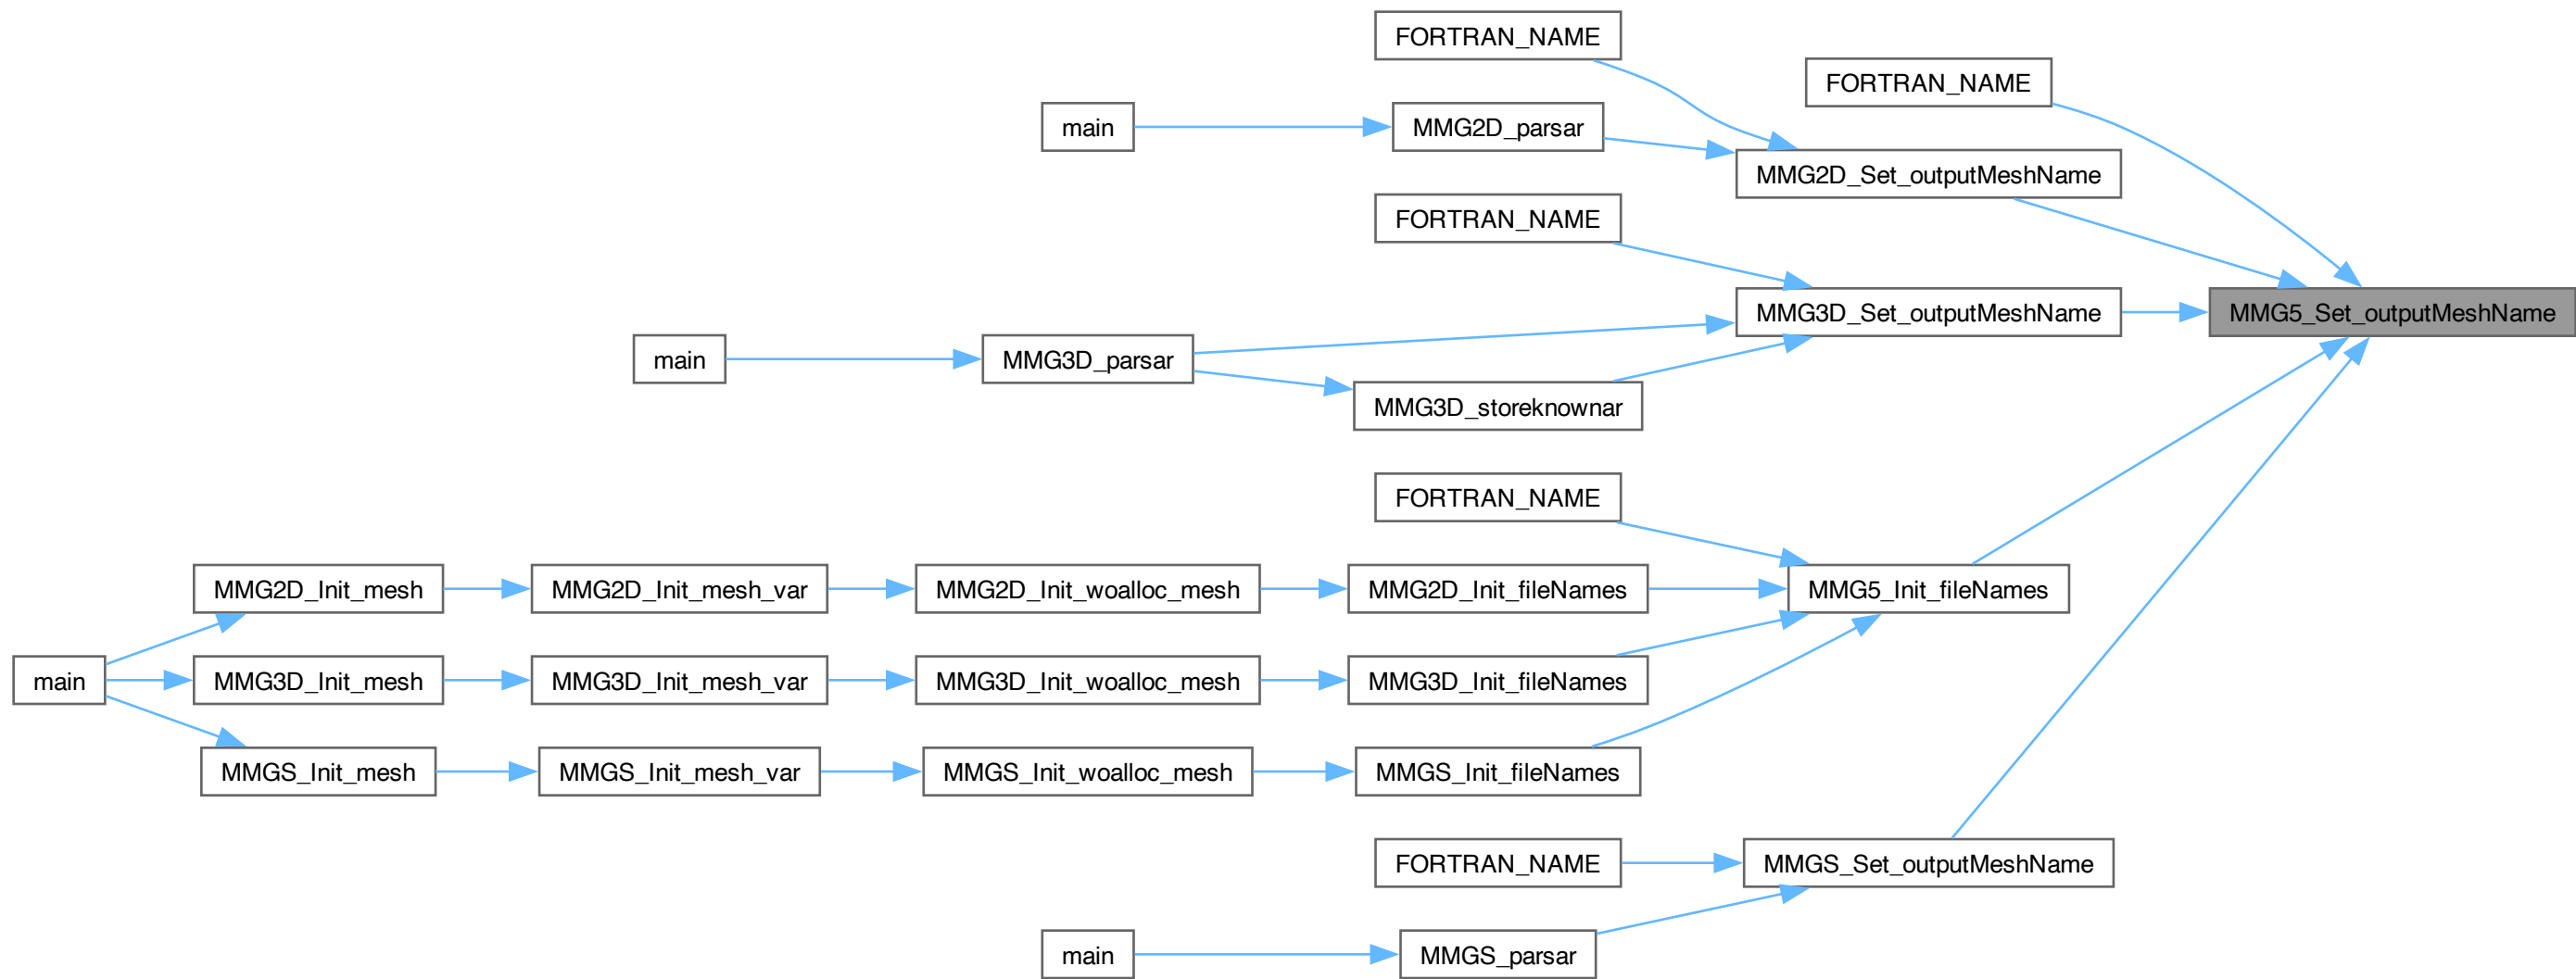 FORTRAN_NAME
FORTRAN_NAME
main
MMG2D_parsar
MMG2D_Set_outputMeshName
FORTRAN_NAME
MMG3D_Set_outputMeshName
MMG5_Set_outputMeshName
main
MMG3D_parsar
MMG3D_storeknownar
FORTRAN_NAME
MMG2D_Init_mesh
MMG2D_Init_mesh_var
MMG2D_Init_woalloc_mesh
MMG2D_Init_fileNames
MMG5_Init_fileNames
main
MMG3D_Init_mesh
MMG3D_Init_mesh_var
MMG3D_Init_woalloc_mesh
MMG3D_Init_fileNames
MMGS_Init_mesh
MMGS_Init_mesh_var
MMGS_Init_woalloc_mesh
MMGS_Init_fileNames
FORTRAN_NAME
MMGS_Set_outputMeshName
main
MMGS_parsar